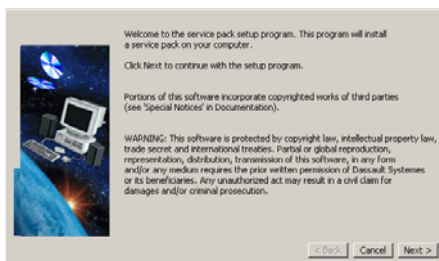 Welcome to the service pack setup program. This program will install
a service pack on your computer.
Click Next to continue with the setup program.
Portions of this software incorporate copyrighted works of third parties
(see 'Special Notices' in Documentation).
WARNING: This software is protected by copyright law, intellectual property law,
trade secret and international treaties. Partial or global reproduction,
representation, distribution, transmission of this software, in any form
and/or any medium requires the prior written permission of Dassault Systemes
or its beneficiaries. Any unauthorized act may result in a civil claim for
damages and/or criminal prosecution.
< Back Cancel Next >